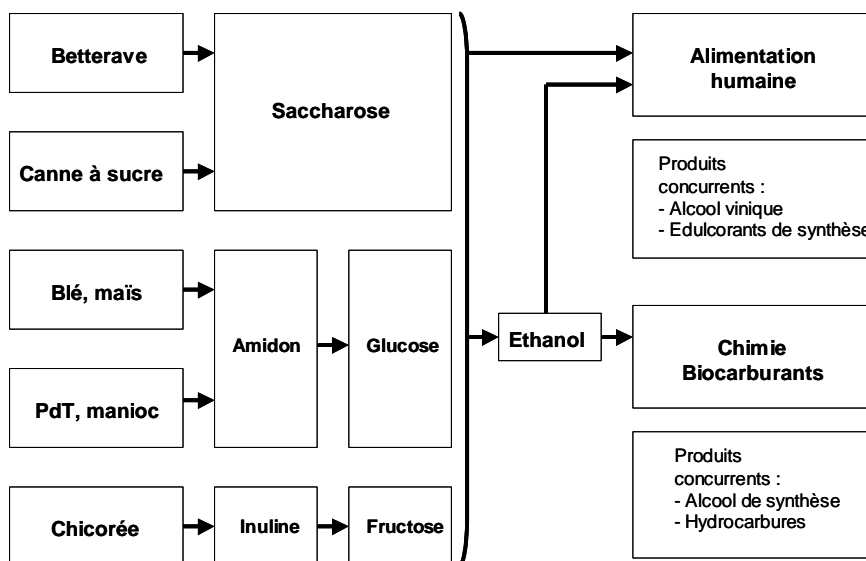 Betterave
Saccharose
Canne à sucre
Blé, maïs
Amidon
Glucose
PdT, manioc
Chicorée
Inuline
Fructose
Ethanol
Alimentation
humaine
Produits
concurrents :
- Alcool vinique
- Edulcorants de synthèse
Chimie
Biocarburants
Produits
concurrents :
- Alcool de synthèse
- Hydrocarbures